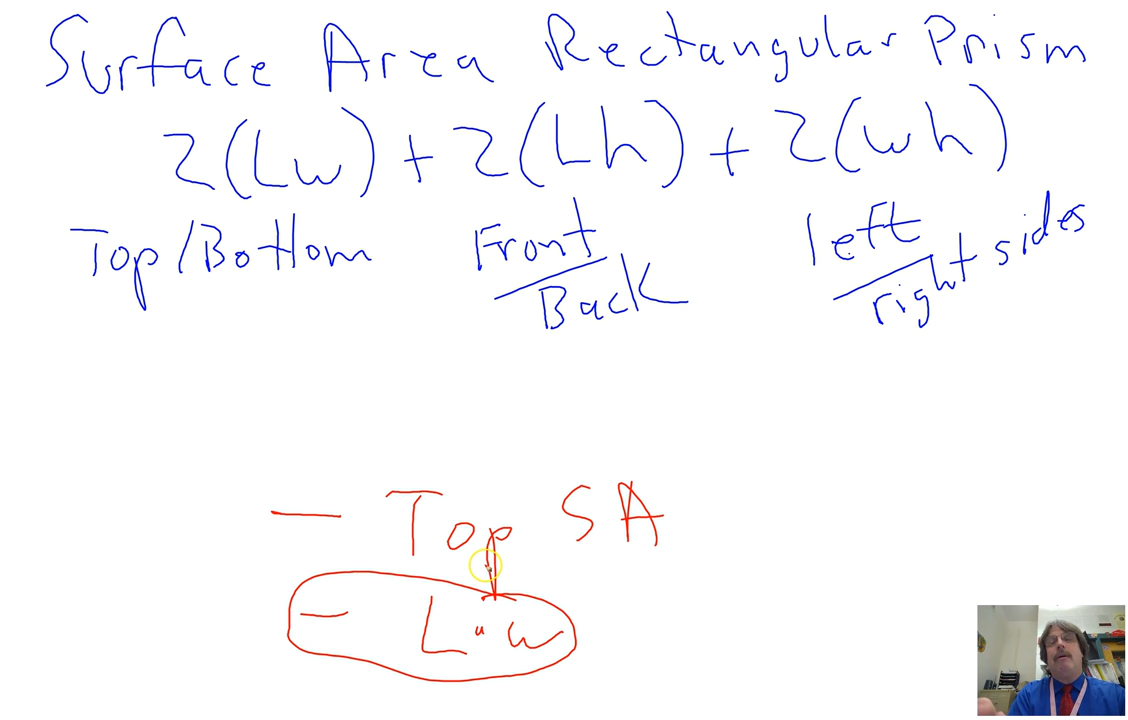 Surface Area Rectangular Prism
2(Lw) + 2(Lh) + 2(wh)
Top/Bottom Front/Back left/right sides
— Top SA
— L · w